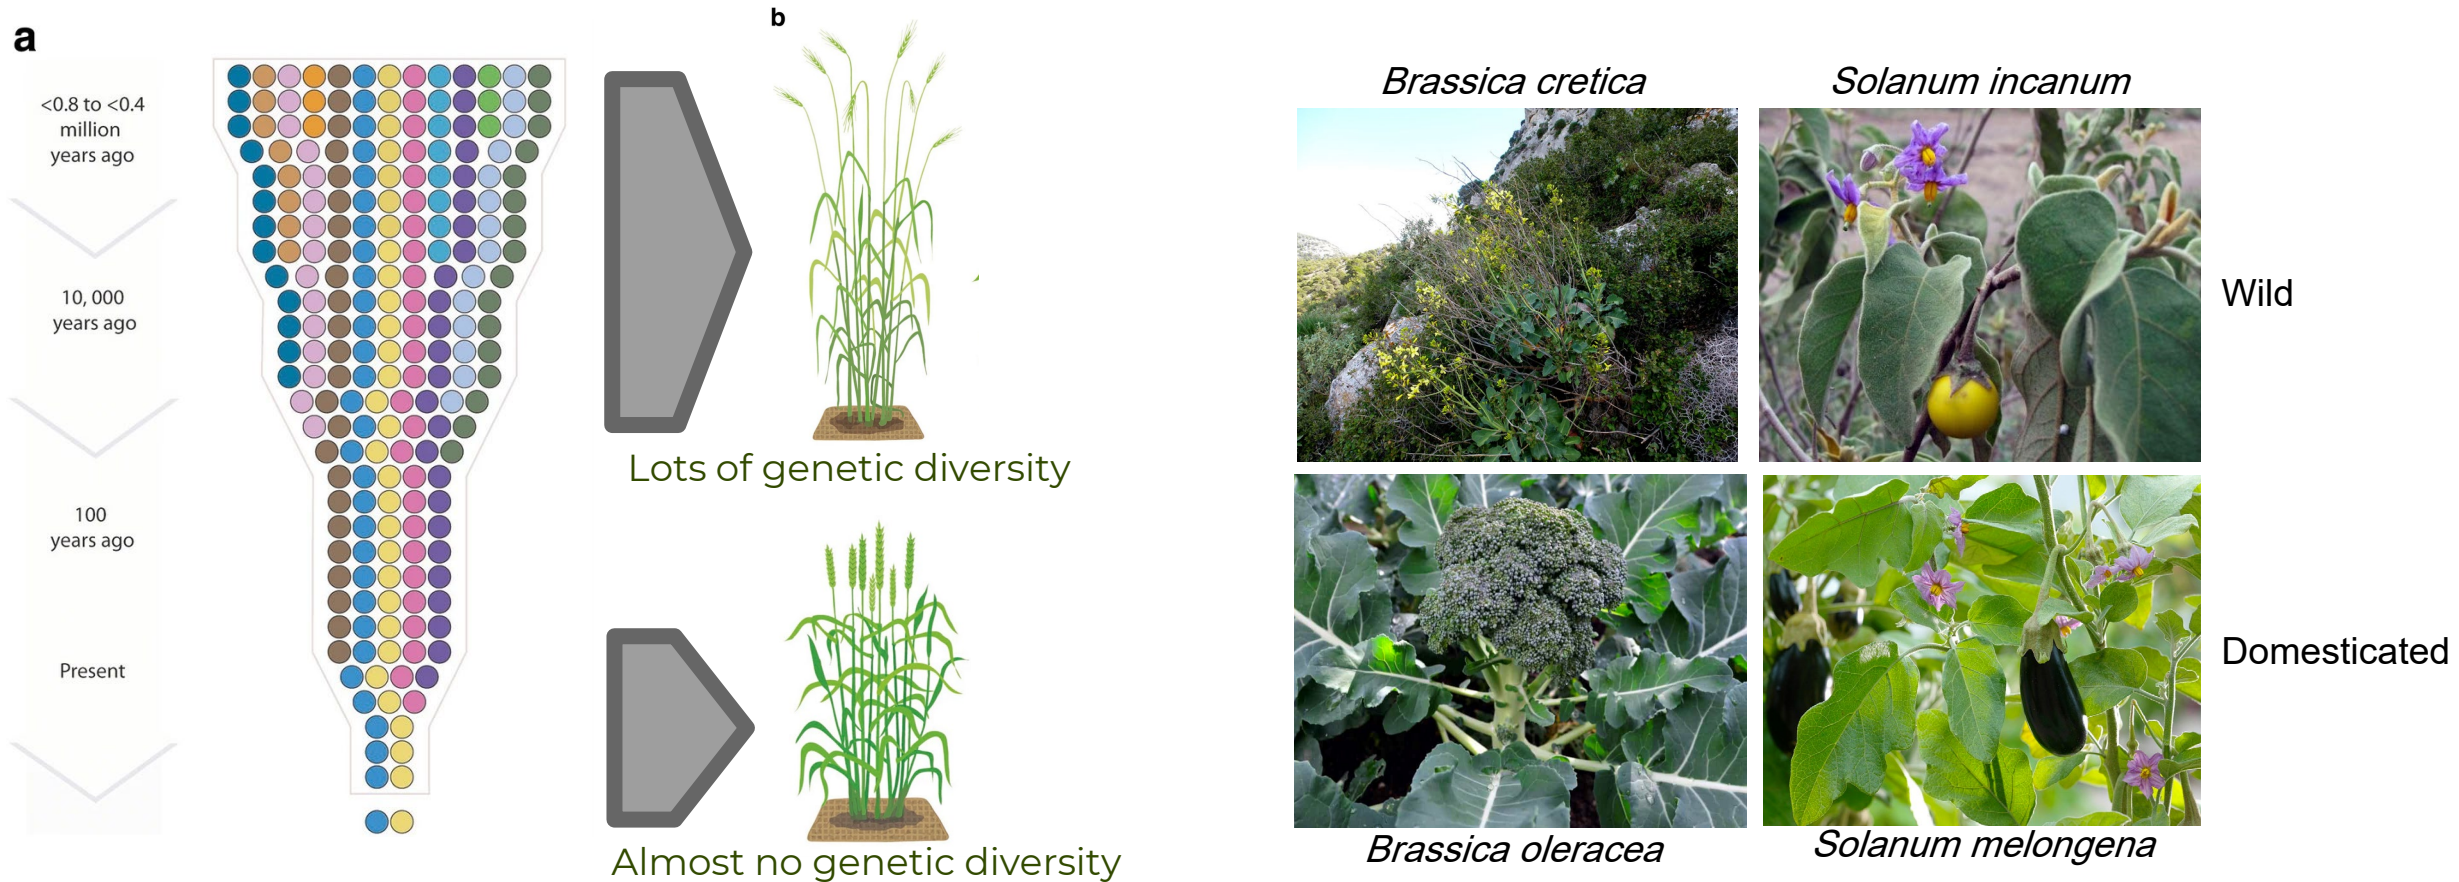 a
<0.8 to <0.4
million
years ago
10, 000
years ago
100
years ago
Present
b
Lots of genetic diversity
Almost no genetic diversity
Brassica cretica
Solanum incanum
Wild
Domesticated
Brassica oleracea
Solanum melongena